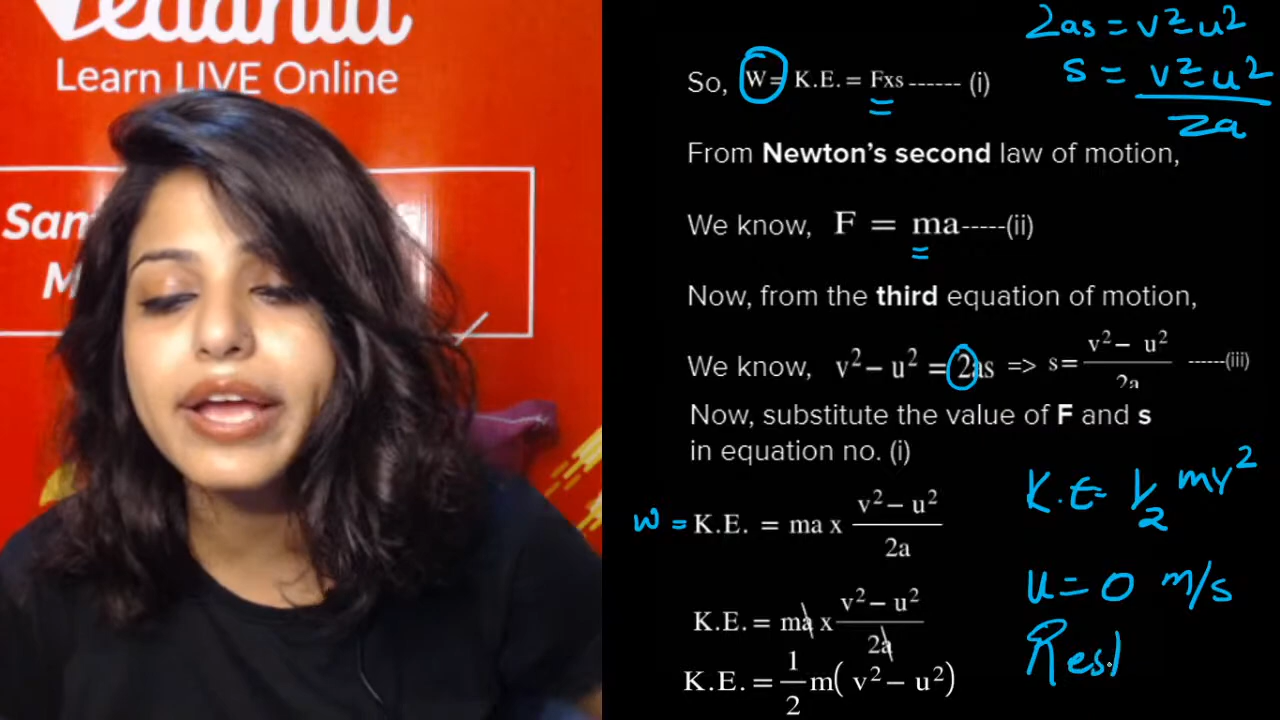 Vedantu
Learn LIVE Online
San
M
So, W= K.E. = Fxs ------ (i)
From Newton's second law of motion,
We know, F = ma-----(ii)
Now, from the third equation of motion,
We know, v² – u² = 2as => s= v² – u² / 2a ------(iii)
Now, substitute the value of F and s
in equation no. (i)
W = K.E. = ma x v² – u² / 2a
K.E. = ma x v² – u² / 2a
K.E. = 1/2 m( v² – u²)
2as = v² – u²
s = v² – u² / 2a
K.E = 1/2 mv²
u = 0 m/s
Rest